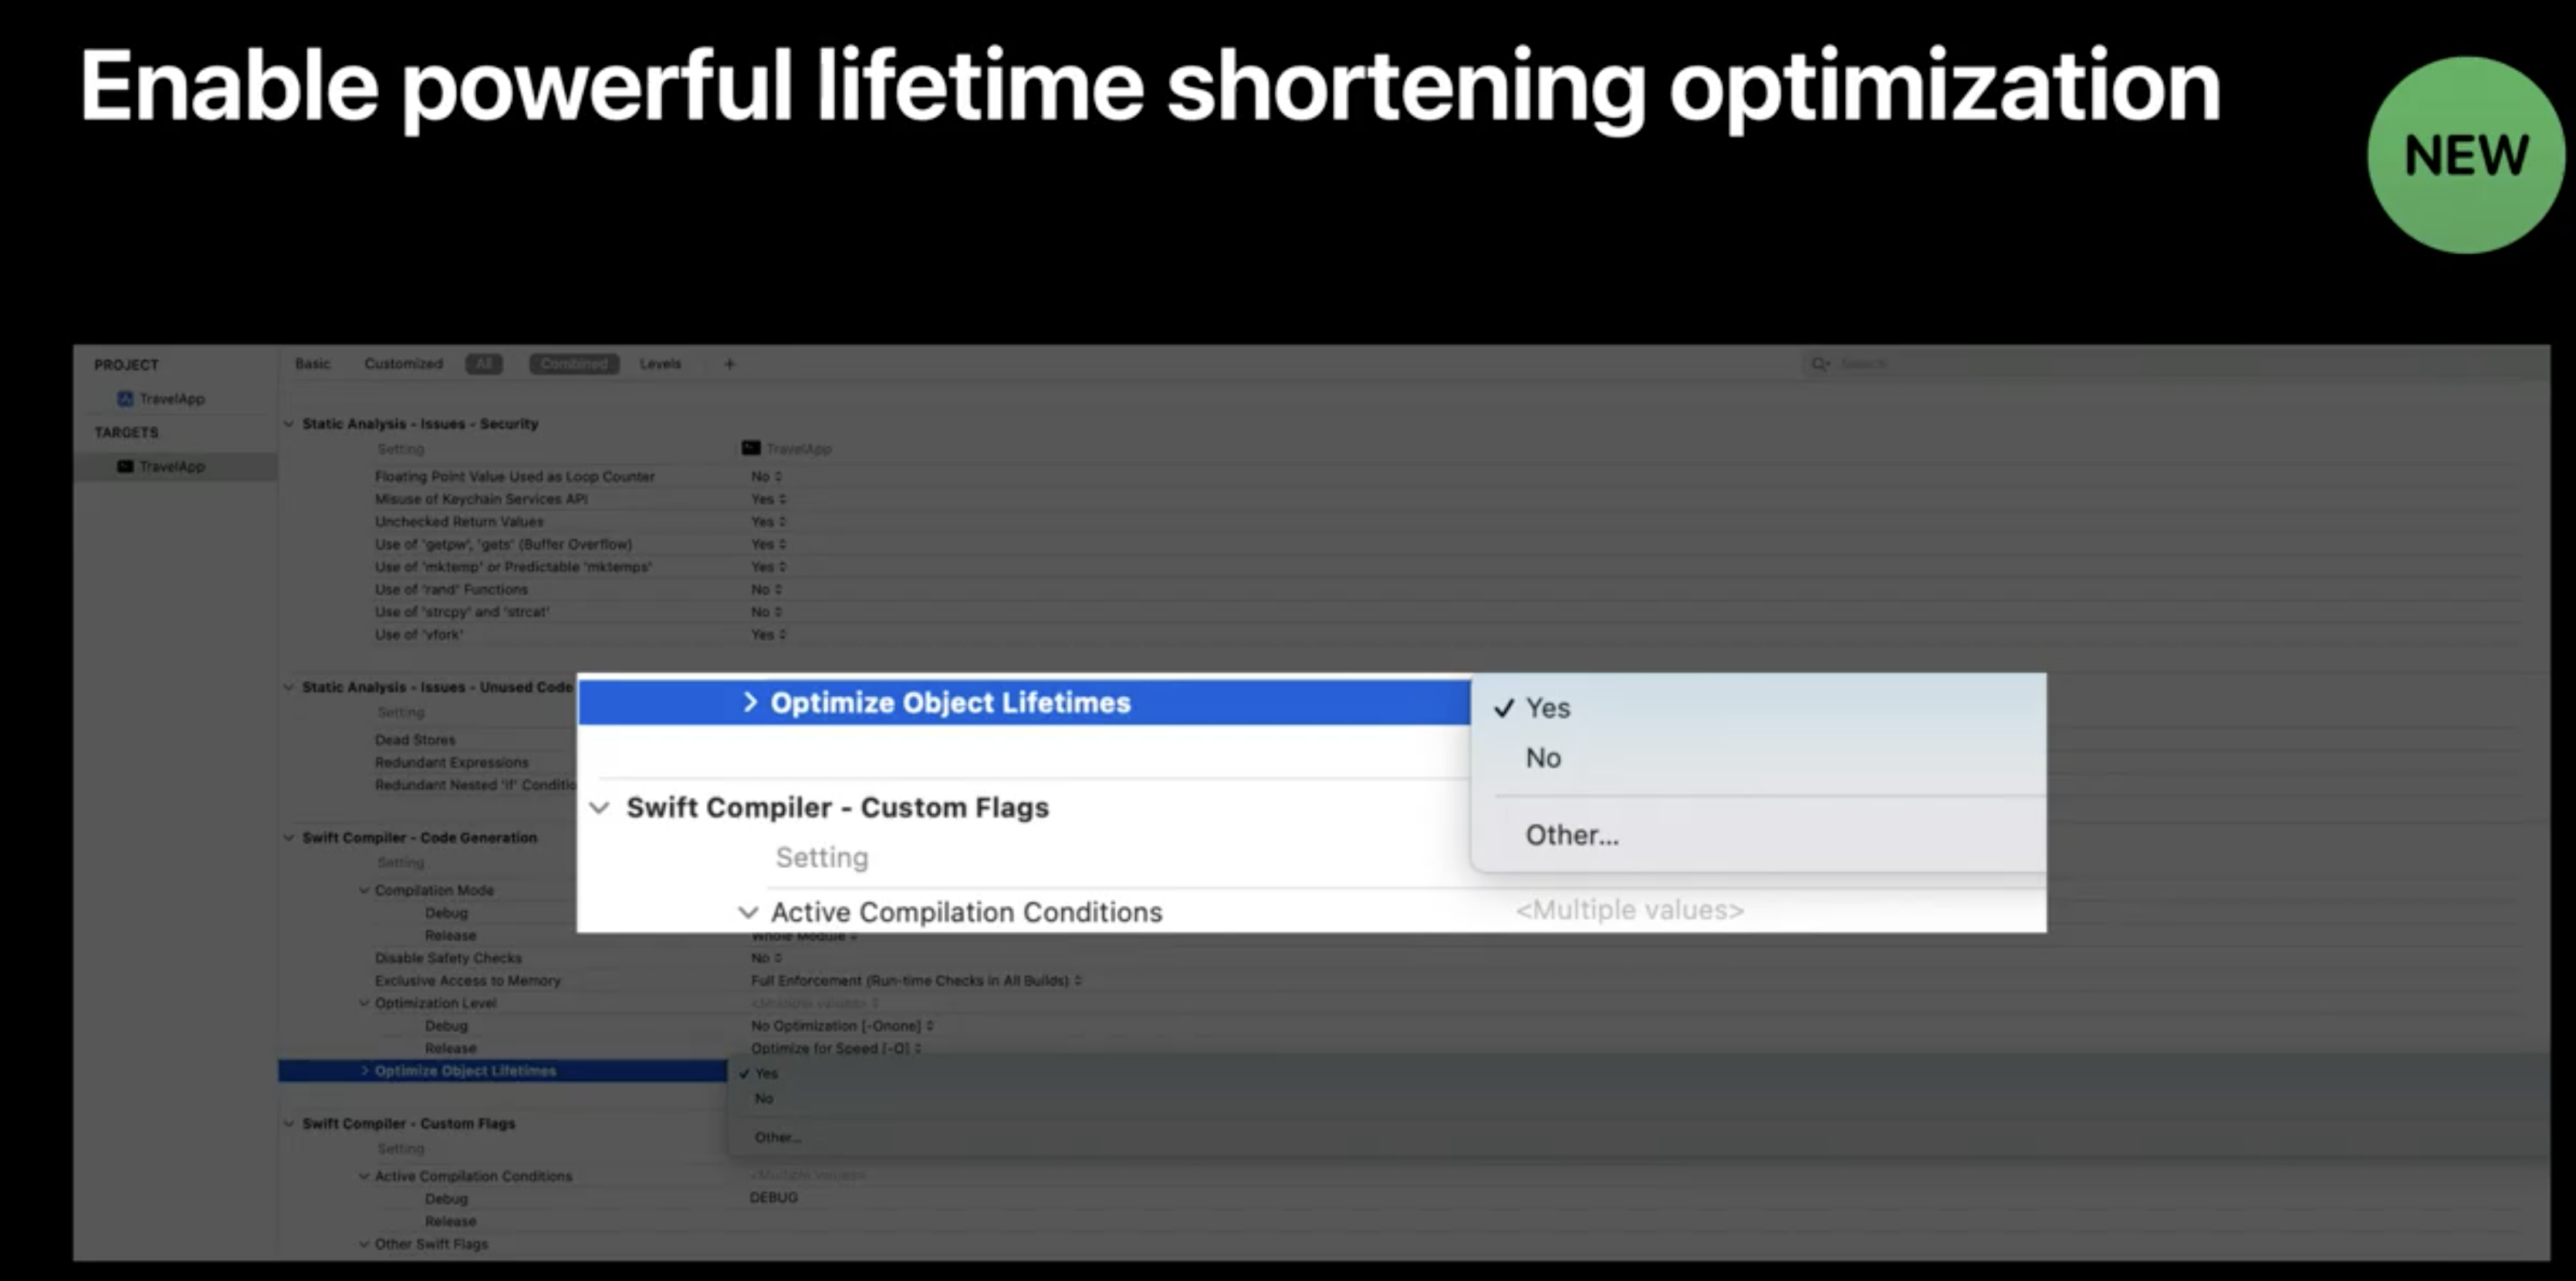 Enable powerful lifetime shortening optimization
NEW
PROJECT
TravelApp
TARGETS
TravelApp
Basic Customized All Combined Levels +
Search
Static Analysis - Issues - Security
Setting TravelApp
Floating Point Value Used as Loop Counter No
Misuse of Keychain Services API Yes
Unchecked Return Values Yes
Use of 'getpw', 'gets' (Buffer Overflow) Yes
Use of 'mktemp' or Predictable 'mktemps' Yes
Use of 'rand' Functions No
Use of 'strcpy' and 'strcat' No
Use of 'vfork' Yes
Static Analysis - Issues - Unused Code
Setting
Dead Stores
Redundant Expressions
Redundant Nested 'if' Conditio
> Optimize Object Lifetimes
✓ Yes
No
Other...
Swift Compiler - Custom Flags
Setting
Active Compilation Conditions <Multiple values>
Swift Compiler - Code Generation
Setting
Compilation Mode
Debug
Release Whole Module
Disable Safety Checks No
Exclusive Access to Memory Full Enforcement (Run-time Checks in All Builds)
Optimization Level <Multiple values>
Debug No Optimization [-Onone]
Release Optimize for Speed [-O]
> Optimize Object Lifetimes ✓ Yes
No
Other...
Swift Compiler - Custom Flags
Setting
Active Compilation Conditions <Multiple values>
Debug DEBUG
Release
Other Swift Flags